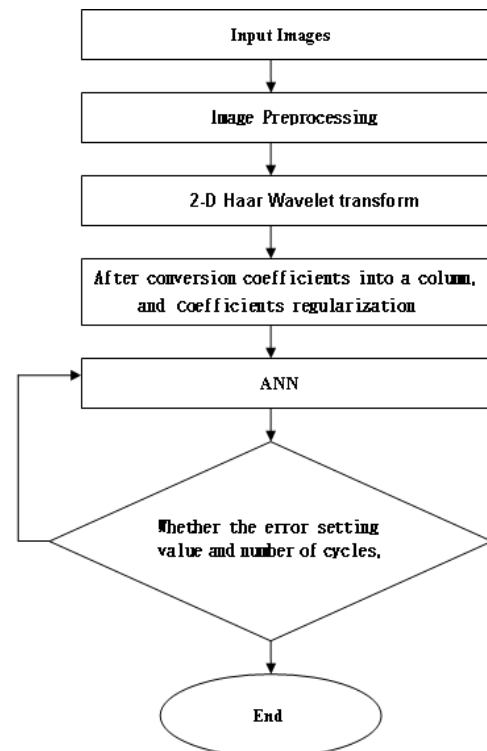 Input Images
Image Preprocessing
2-D Haar Wavelet transform
After conversion coefficients into a column,
and Coefficients regularization
ANN
Whether the error setting
value and number of cycles,
End